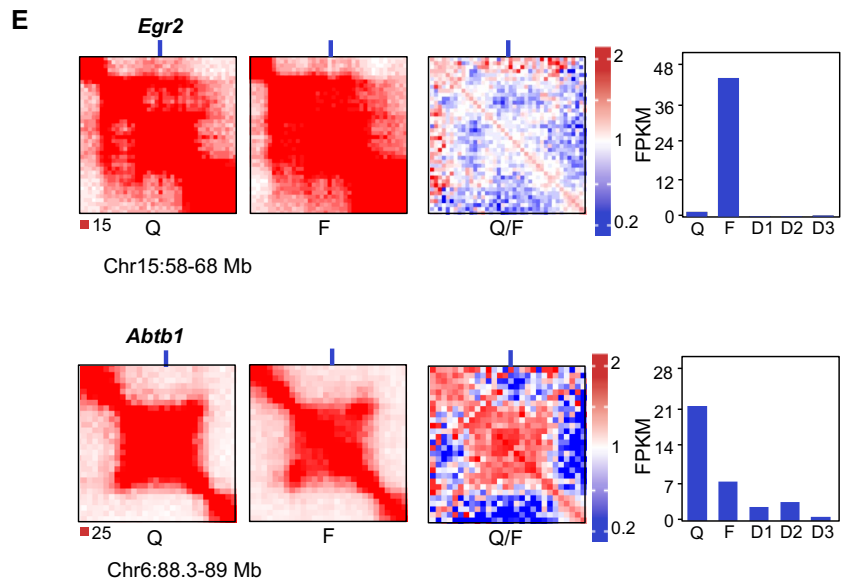 E
Egr2
15
Q
F
Q/F
2
1
0.2
FPKM
48
36
24
12
0
Q F D1 D2 D3
Chr15:58-68 Mb
Abtb1
25
Q
F
Q/F
2
1
0.2
FPKM
28
21
14
7
0
Q F D1 D2 D3
Chr6:88.3-89 Mb